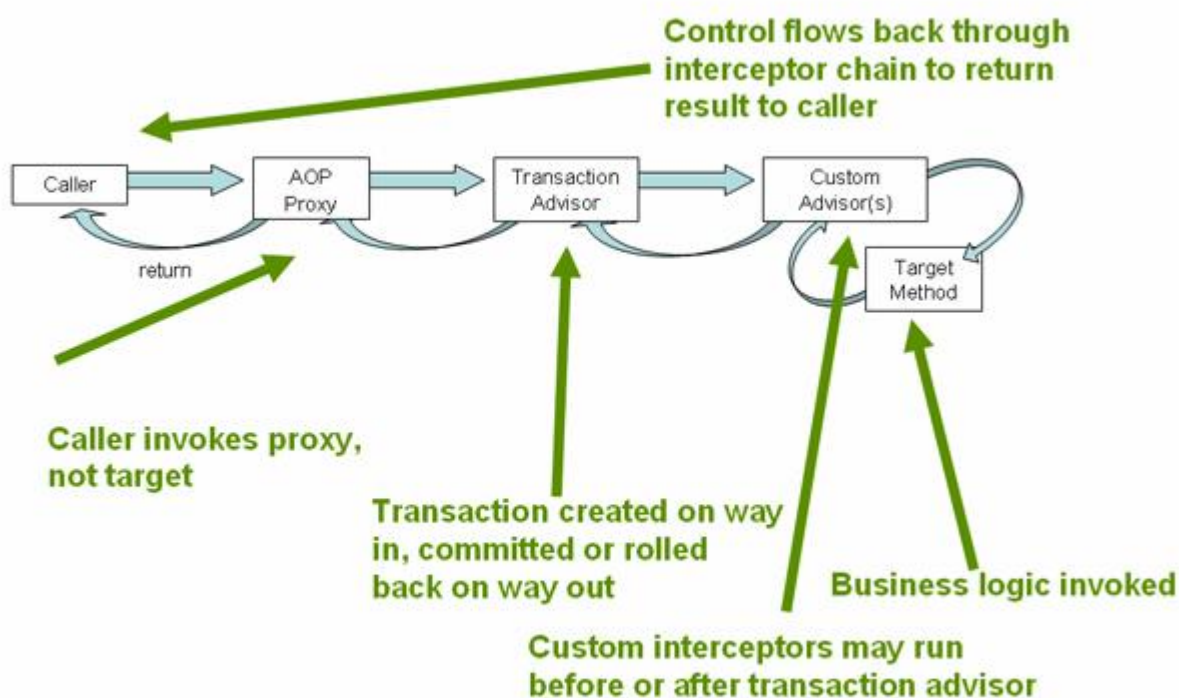 Control flows back through
interceptor chain to return
result to caller
Caller
AOP
Proxy
Transaction
Advisor
Custom
Advisor(s)
return
Target
Method
Caller invokes proxy,
not target
Transaction created on way
in, committed or rolled
back on way out
Business logic invoked
Custom interceptors may run
before or after transaction advisor